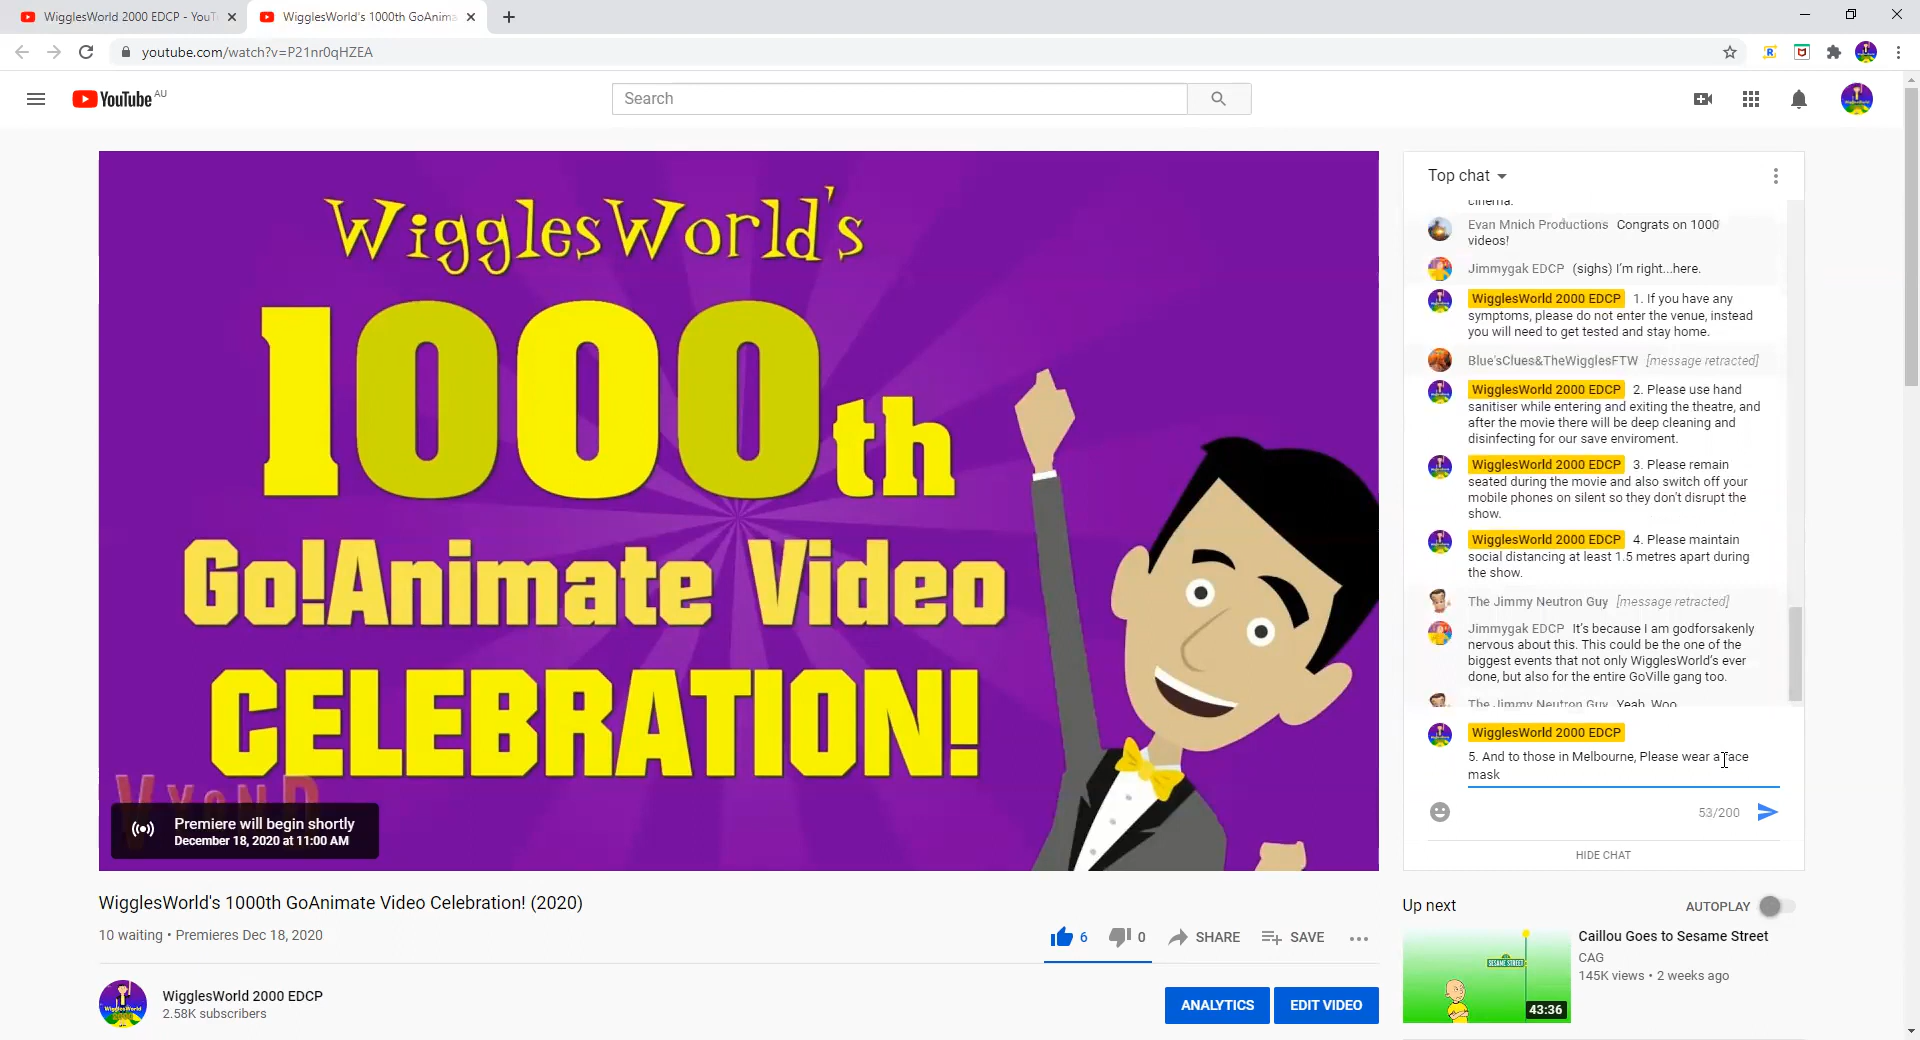 WigglesWorld 2000 EDCP - YouT
WigglesWorld's 1000th GoAnima
youtube.com/watch?v=P21nr0qHZEA
YouTube AU
Search
WigglesWorld's
1000th
Go!Animate Video
CELEBRATION!
VYOND
Premiere will begin shortly
December 18, 2020 at 11:00 AM
Top chat
cinema.
Evan Mnich Productions Congrats on 1000
videos!
Jimmygak EDCP (sighs) I'm right...here.
WigglesWorld 2000 EDCP 1. If you have any
symptoms, please do not enter the venue, instead
you will need to get tested and stay home.
Blue'sClues&TheWigglesFTW [message retracted]
WigglesWorld 2000 EDCP 2. Please use hand
sanitiser while entering and exiting the theatre, and
after the movie there will be deep cleaning and
disinfecting for our save enviroment.
WigglesWorld 2000 EDCP 3. Please remain
seated during the movie and also switch off your
mobile phones on silent so they don't disrupt the
show.
WigglesWorld 2000 EDCP 4. Please maintain
social distancing at least 1.5 metres apart during
the show.
The Jimmy Neutron Guy [message retracted]
Jimmygak EDCP It's because I am godforsakenly
nervous about this. This could be the one of the
biggest events that not only WigglesWorld's ever
done, but also for the entire GoVille gang too.
The Jimmy Neutron Guy Yeah. Woo.
WigglesWorld 2000 EDCP
5. And to those in Melbourne, Please wear a face
mask
53/200
HIDE CHAT
WigglesWorld's 1000th GoAnimate Video Celebration! (2020)
10 waiting • Premieres Dec 18, 2020
6
0
SHARE
SAVE
WigglesWorld 2000 EDCP
2.58K subscribers
ANALYTICS
EDIT VIDEO
Up next
AUTOPLAY
SESAME STREET
43:36
Caillou Goes to Sesame Street
CAG
145K views • 2 weeks ago